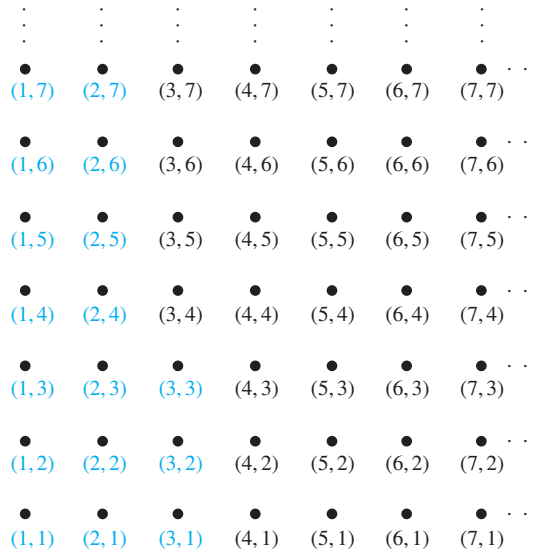 (1, 7) (2, 7) (3, 7) (4, 7) (5, 7) (6, 7) (7, 7)
(1, 6) (2, 6) (3, 6) (4, 6) (5, 6) (6, 6) (7, 6)
(1, 5) (2, 5) (3, 5) (4, 5) (5, 5) (6, 5) (7, 5)
(1, 4) (2, 4) (3, 4) (4, 4) (5, 4) (6, 4) (7, 4)
(1, 3) (2, 3) (3, 3) (4, 3) (5, 3) (6, 3) (7, 3)
(1, 2) (2, 2) (3, 2) (4, 2) (5, 2) (6, 2) (7, 2)
(1, 1) (2, 1) (3, 1) (4, 1) (5, 1) (6, 1) (7, 1)